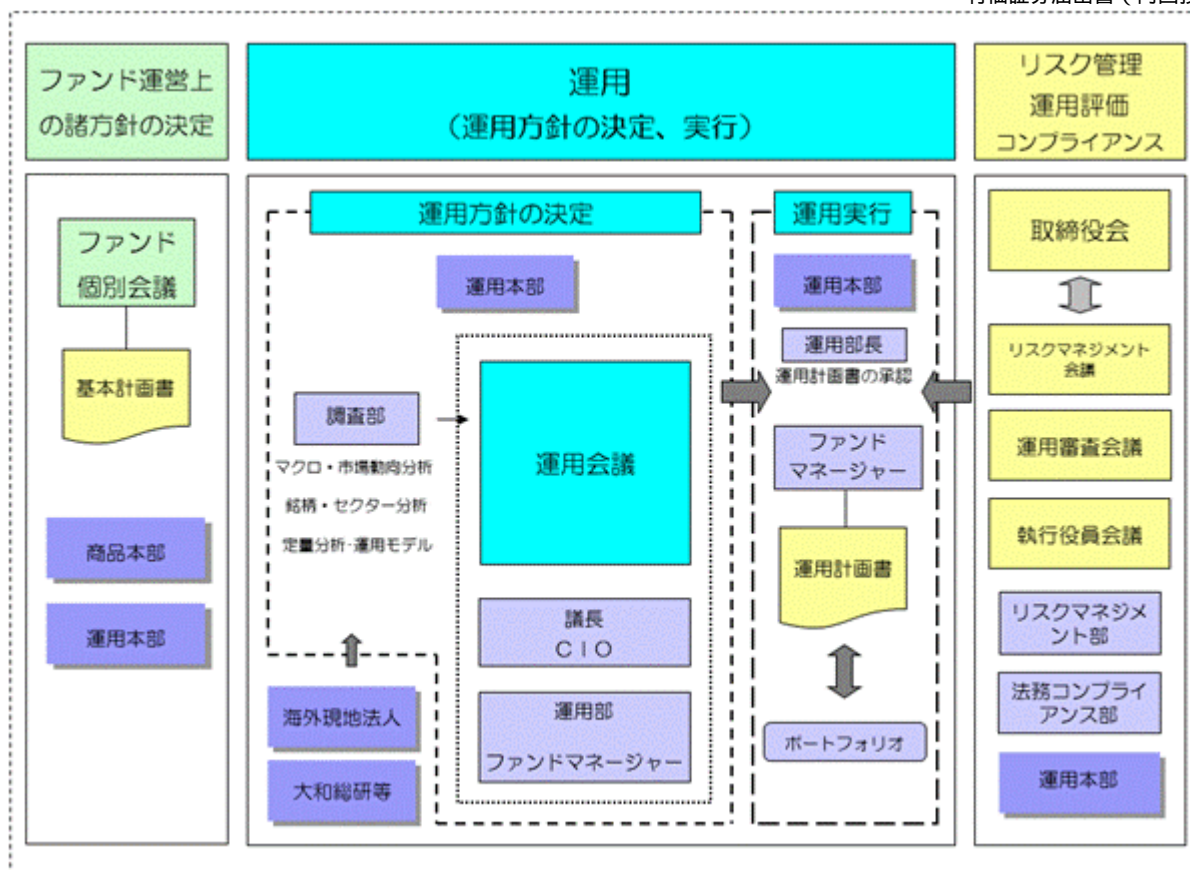 ファンド運営上
の諸方針の決定
ファンド
個別会議
基本計画書
商品本部
運用本部
運用
（運用方針の決定、実行）
運用方針の決定
運用本部
調査部
マクロ・市場動向分析
銘柄・セクター分析
定量分析・運用モデル
運用会議
議長
ＣＩＯ
運用部
ファンドマネージャー
海外現地法人
大和総研等
運用実行
運用本部
運用部長
運用計画書の承認
ファンド
マネージャー
運用計画書
ポートフォリオ
リスク管理
運用評価
コンプライアンス
取締役会
リスクマネジメント
会議
運用審査会議
執行役員会議
リスクマネジメ
ント部
法務コンプライ
アンス部
運用本部